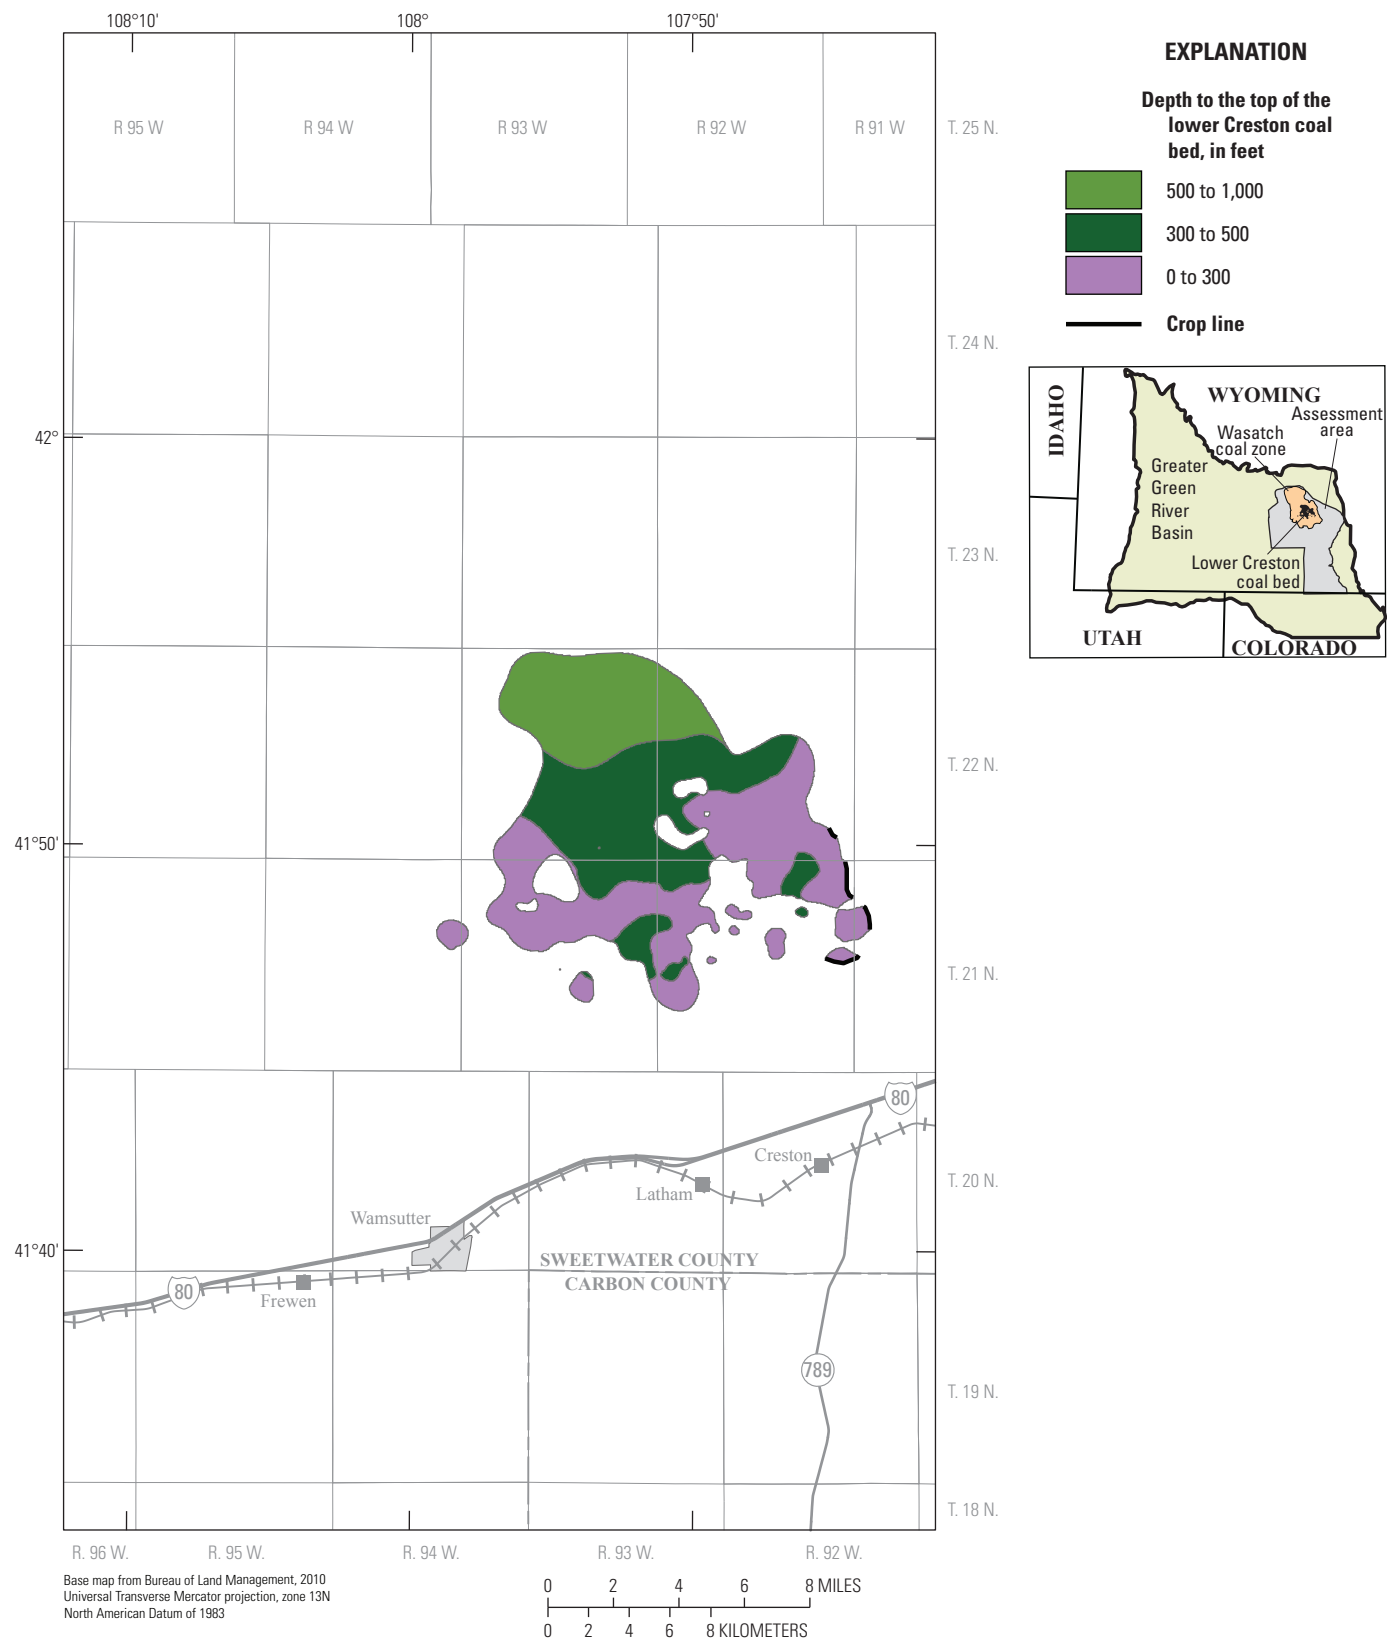 108°10'
108°
107°50'
R 95 W
R 94 W
R 93 W
R 92 W
R 91 W
T. 25 N.
T. 24 N.
42°
T. 23 N.
T. 22 N.
41°50'
T. 21 N.
80
Creston
Latham
T. 20 N.
Wamsutter
41°40'
SWEETWATER COUNTY
CARBON COUNTY
80
Frewen
789
T. 19 N.
T. 18 N.
R. 96 W.
R. 95 W.
R. 94 W.
R. 93 W.
R. 92 W.
Base map from Bureau of Land Management, 2010
Universal Transverse Mercator projection, zone 13N
North American Datum of 1983
0 2 4 6 8 MILES
0 2 4 6 8 KILOMETERS
EXPLANATION
Depth to the top of the
lower Creston coal
bed, in feet
500 to 1,000
300 to 500
0 to 300
Crop line
IDAHO
WYOMING
Assessment
area
Wasatch
coal zone
Greater
Green
River
Basin
Lower Creston
coal bed
UTAH
COLORADO